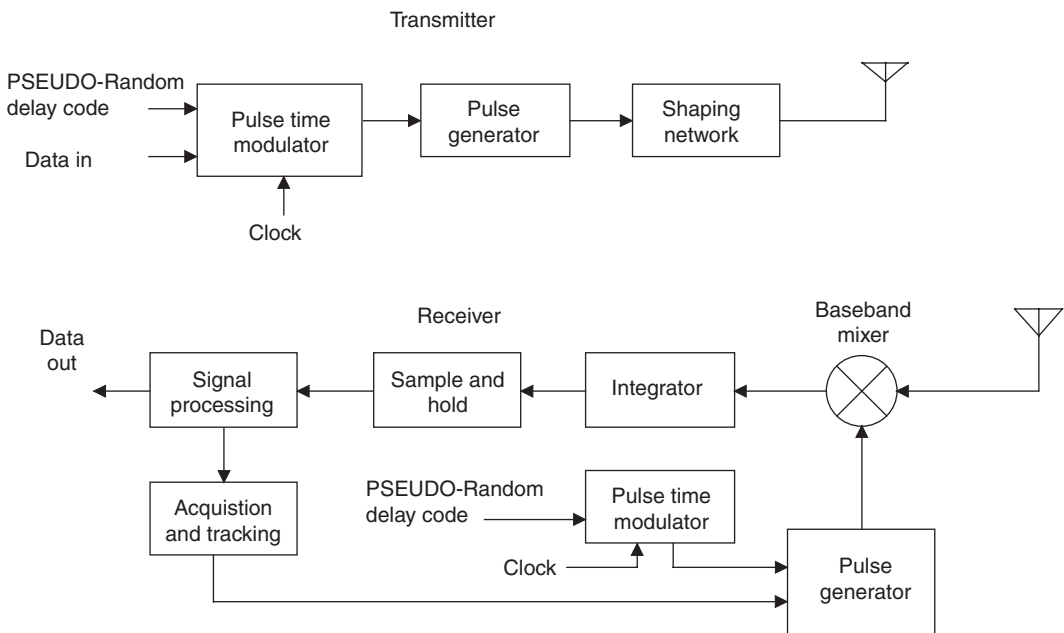 Transmitter
PSEUDO-Random
delay code
Data in
Pulse time
modulator
Clock
Pulse
generator
Shaping
network
Receiver
Baseband
mixer
Data
out
Signal
processing
Sample and
hold
Integrator
Acquistion
and tracking
PSEUDO-Random
delay code
Clock
Pulse time
modulator
Pulse
generator